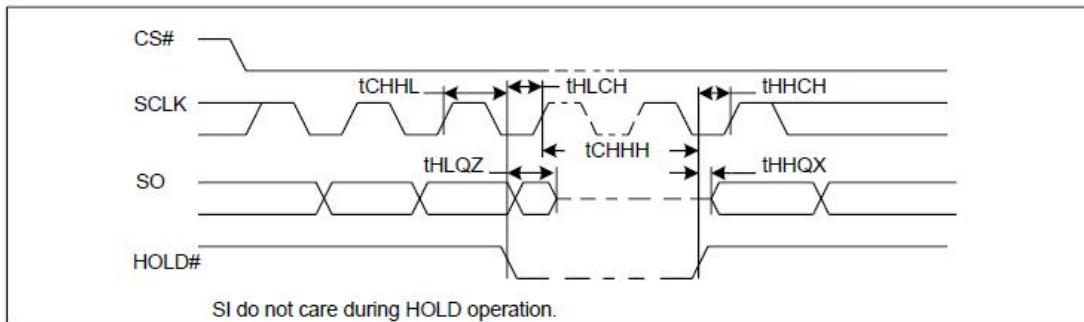 CS#
tCHHL
tHLCH
tHHCH
SCLK
tCHHH
tHLQZ
tHHQX
SO
HOLD#
SI do not care during HOLD operation.